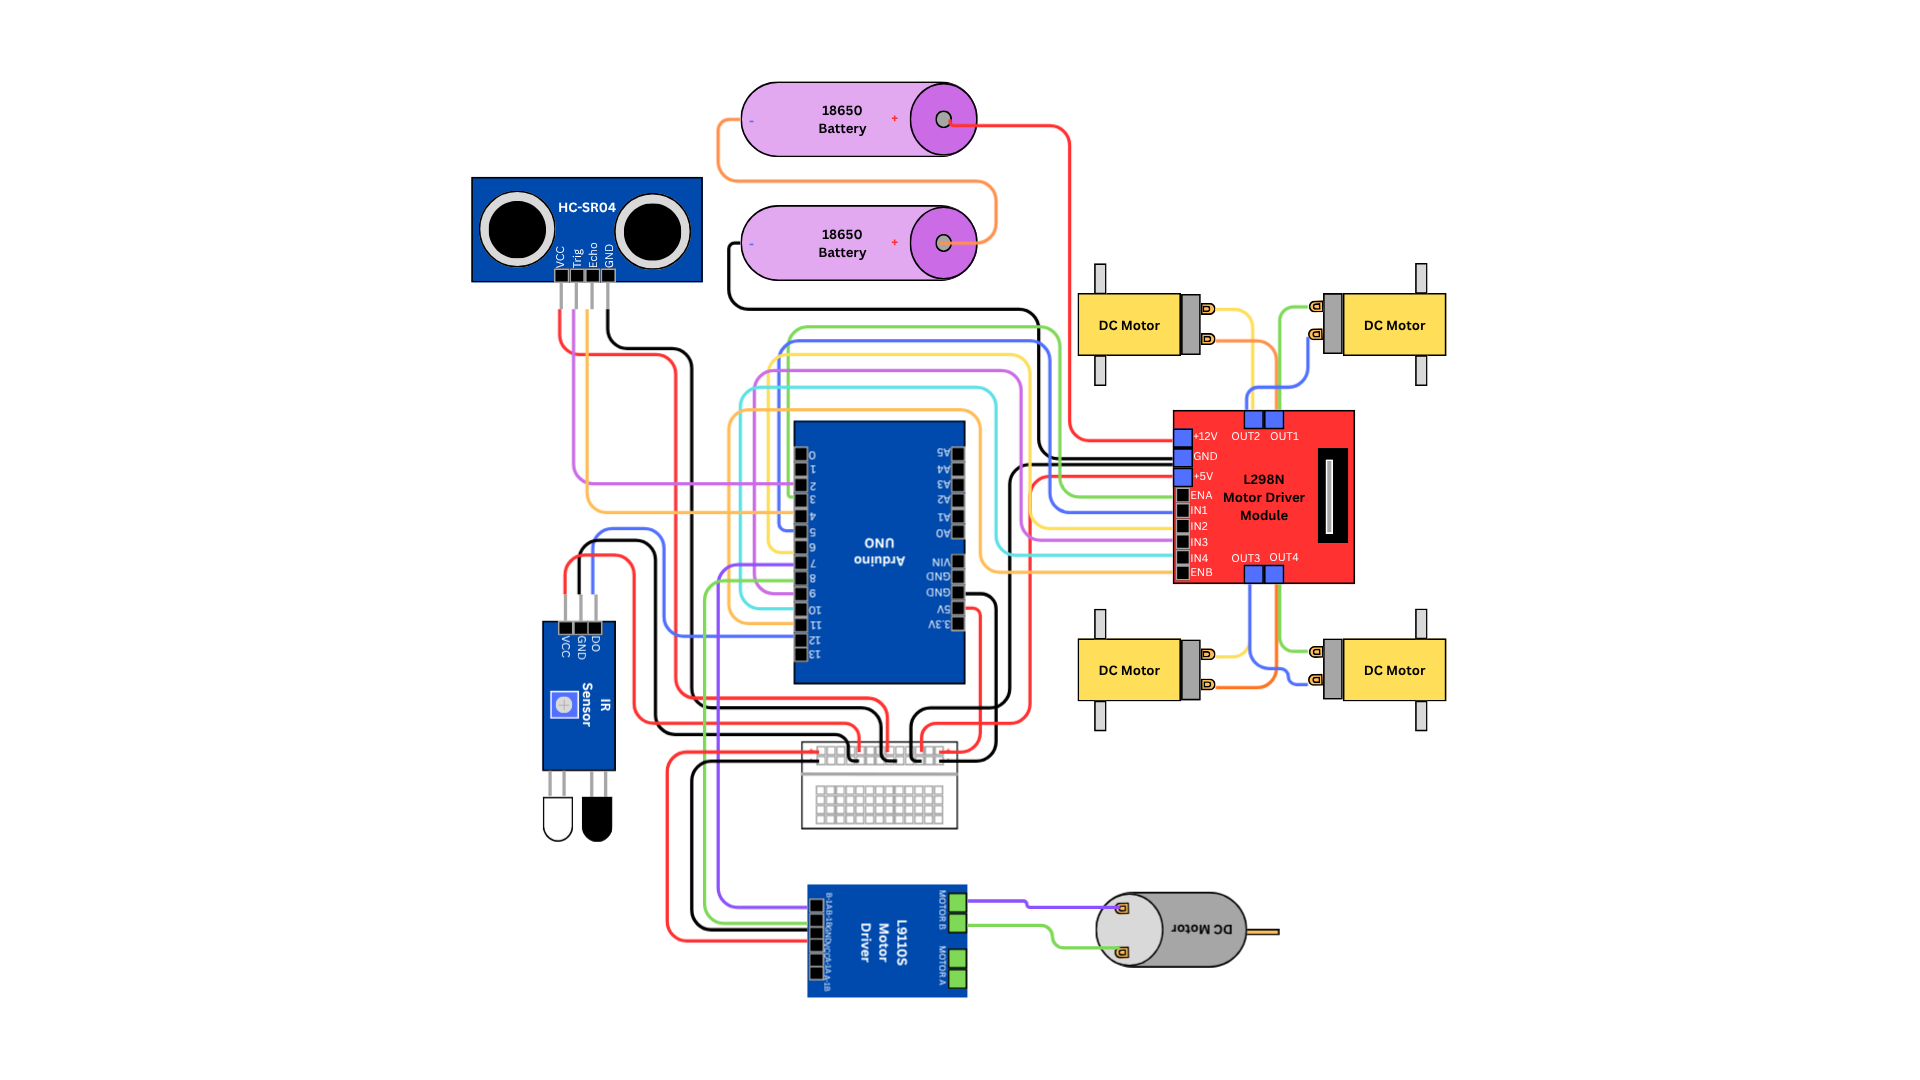 18650
Battery
-
+
18650
Battery
-
+
HC-SR04
VCC
Trig
Echo
GND
DC Motor
DC Motor
+12V
GND
+5V
ENA
IN1
IN2
IN3
IN4
ENB
OUT2
OUT1
L298N
Motor Driver
Module
OUT3
OUT4
0
1
2
3
4
5
6
7
8
9
10
11
12
13
Arduino
UNO
A5
A4
A3
A2
A1
A0
VIN
GND
GND
5V
3.3V
VCC
GND
DO
IR
Sensor
DC Motor
DC Motor
B-1A
B-1B
GND
VCC
A-1A
A-1B
L9110S
Motor
Driver
MOTOR B
MOTOR A
DC Motor